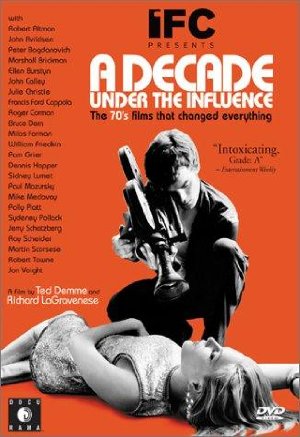 with
Robert Altman
John Avildsen
Peter Bogdanovich
Marshall Brickman
Ellen Burstyn
John Calley
Julie Christie
Francis Ford Coppola
Roger Corman
Bruce Dern
Milos Forman
William Friedkin
Pam Grier
Dennis Hopper
Sidney Lumet
Paul Mazursky
Mike Medavoy
Polly Platt
Sydney Pollack
Jerry Schatzberg
Roy Scheider
Martin Scorsese
Robert Towne
Jon Voight
IFC
PRESENTS
A DECADE
UNDER THE INFLUENCE
The 70's films that changed everything
"Intoxicating.
Grade: A"
– Entertainment Weekly
A Film by Ted Demme and
Richard LaGravenese
DOCU
RAMA
DVD
VIDEO